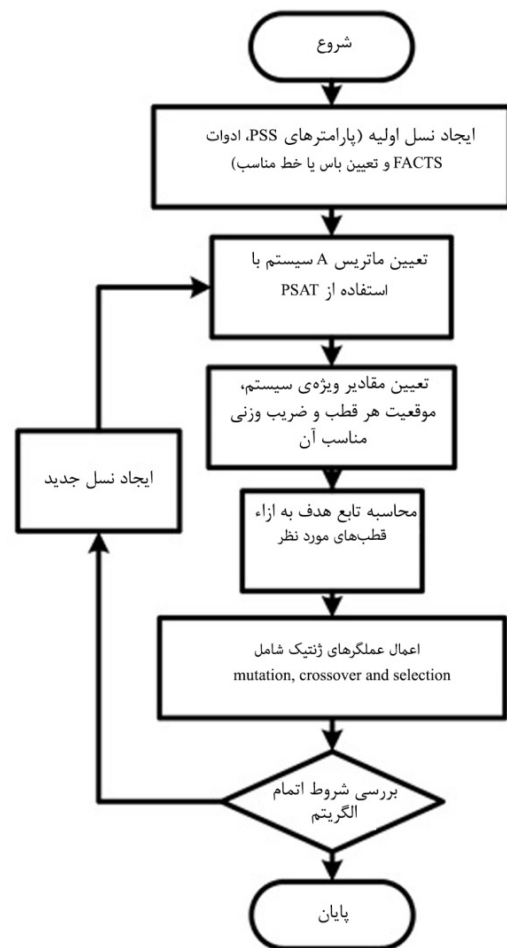 شروع
ایجاد نسل اولیه (پارامترهای PSS، ادوات
FACTS و تعیین باس یا خط مناسب)
تعیین ماتریس A سیستم با
استفاده از PSAT
تعیین مقادیر ویژه‌ی سیستم،
موقعیت هر قطب و ضریب وزنی
مناسب آن
ایجاد نسل جدید
محاسبه تابع هدف به ازاء
قطب‌های مورد نظر
اعمال عملگرهای ژنتیک شامل
mutation, crossover and selection
بررسی شروط اتمام
الگریتم
پایان